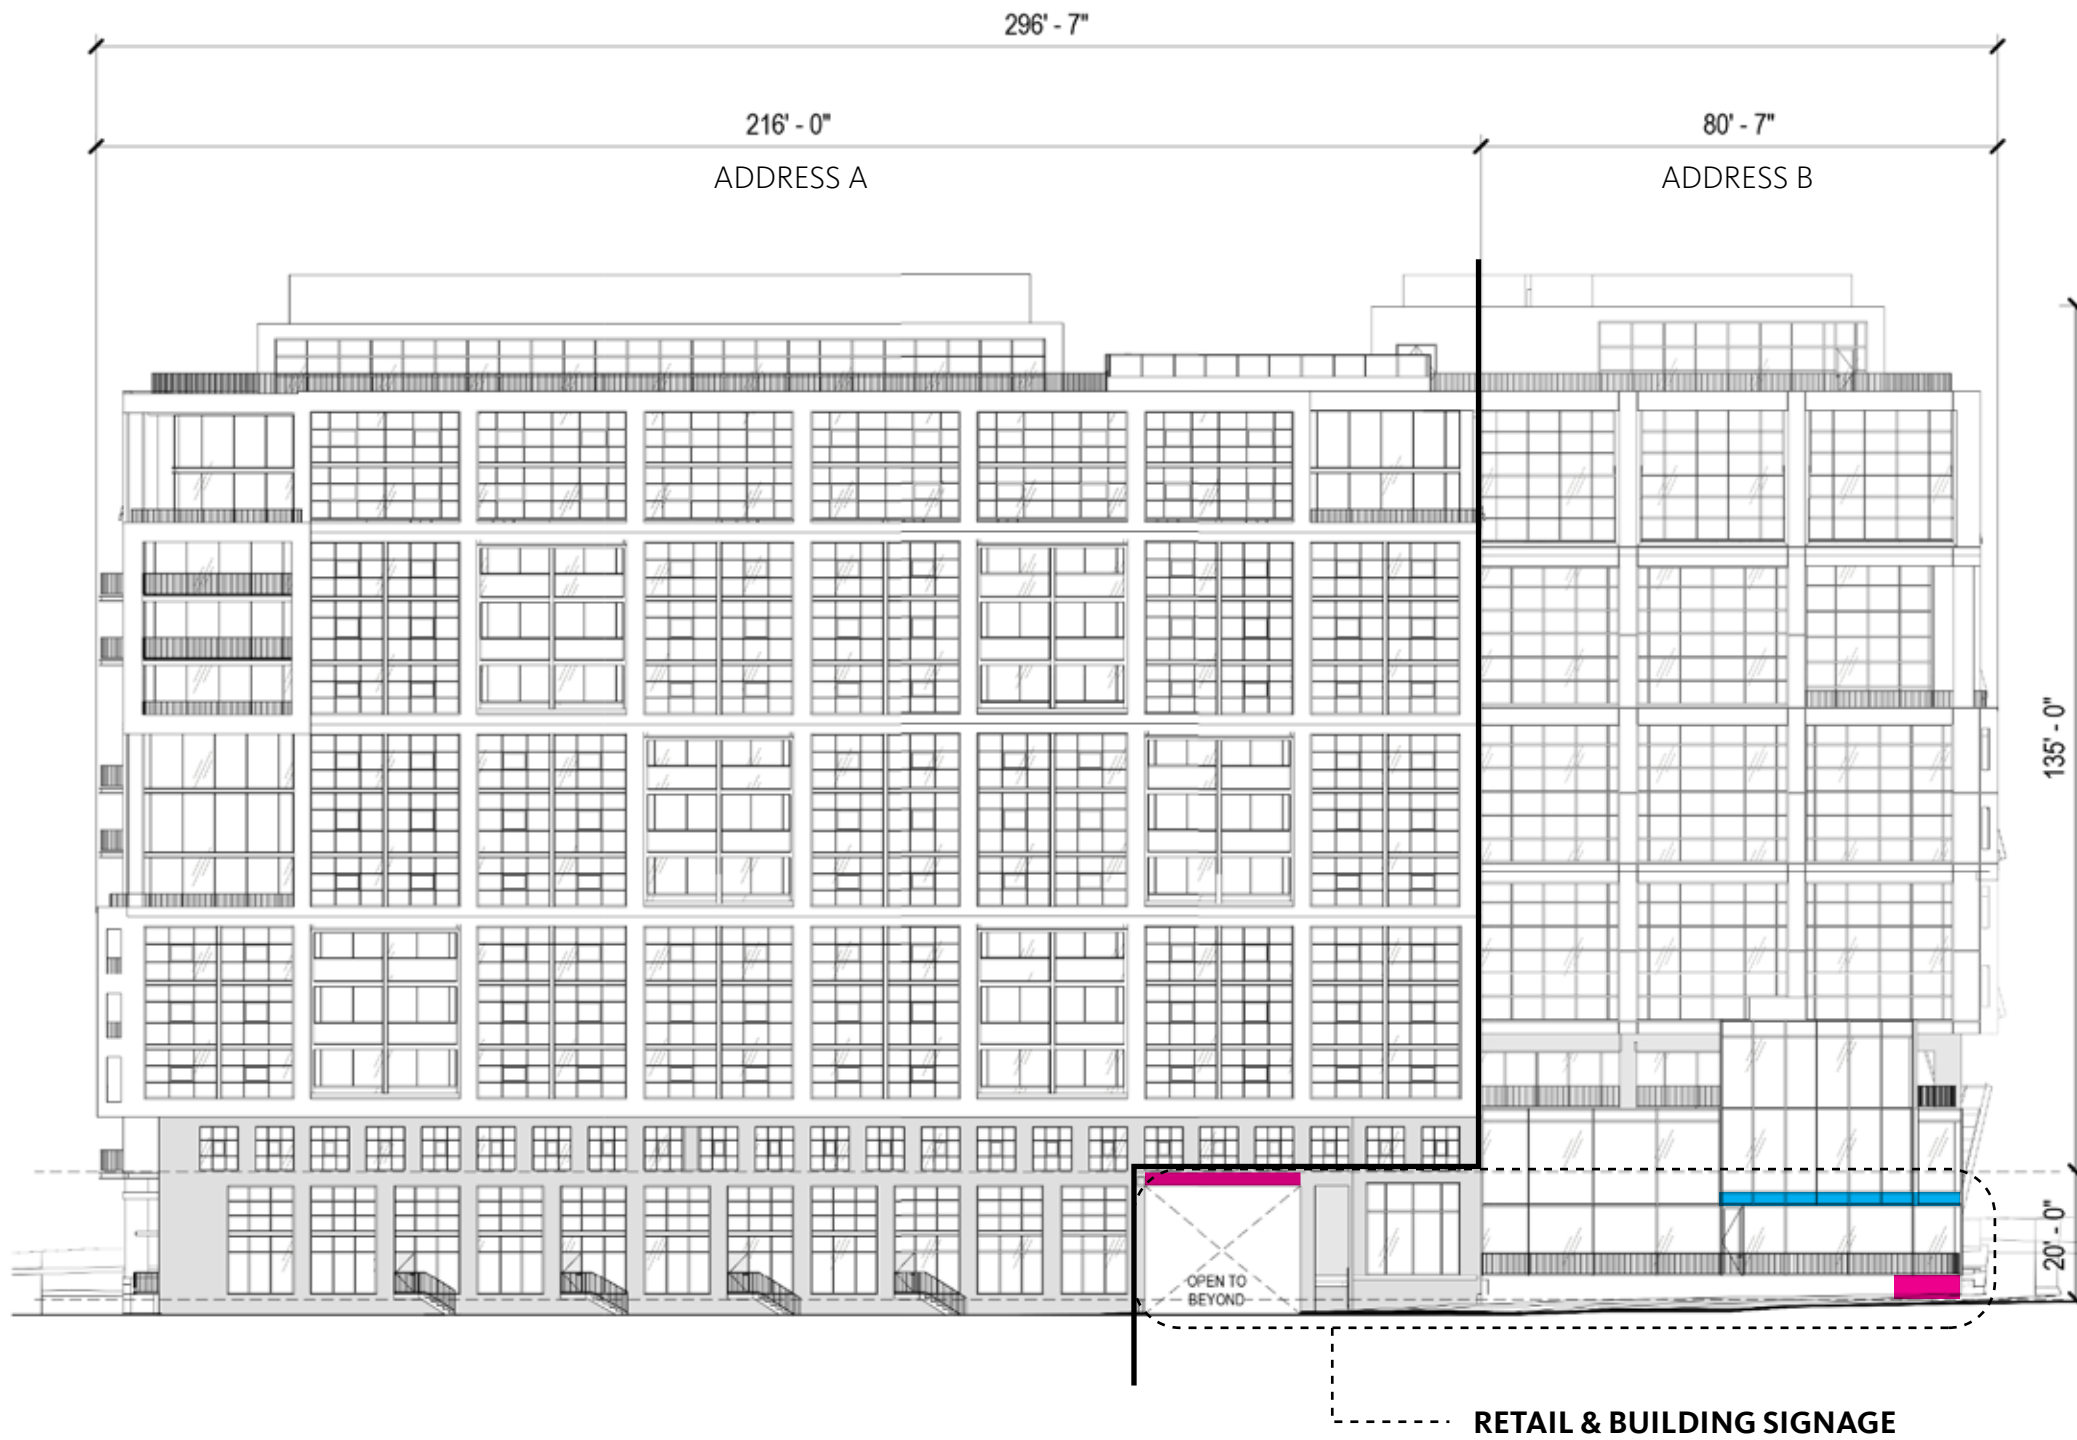 296' - 7"
216' - 0"
80' - 7"
ADDRESS A
ADDRESS B
135' - 0"
20' - 0"
OPEN TO
BEYOND
RETAIL & BUILDING SIGNAGE